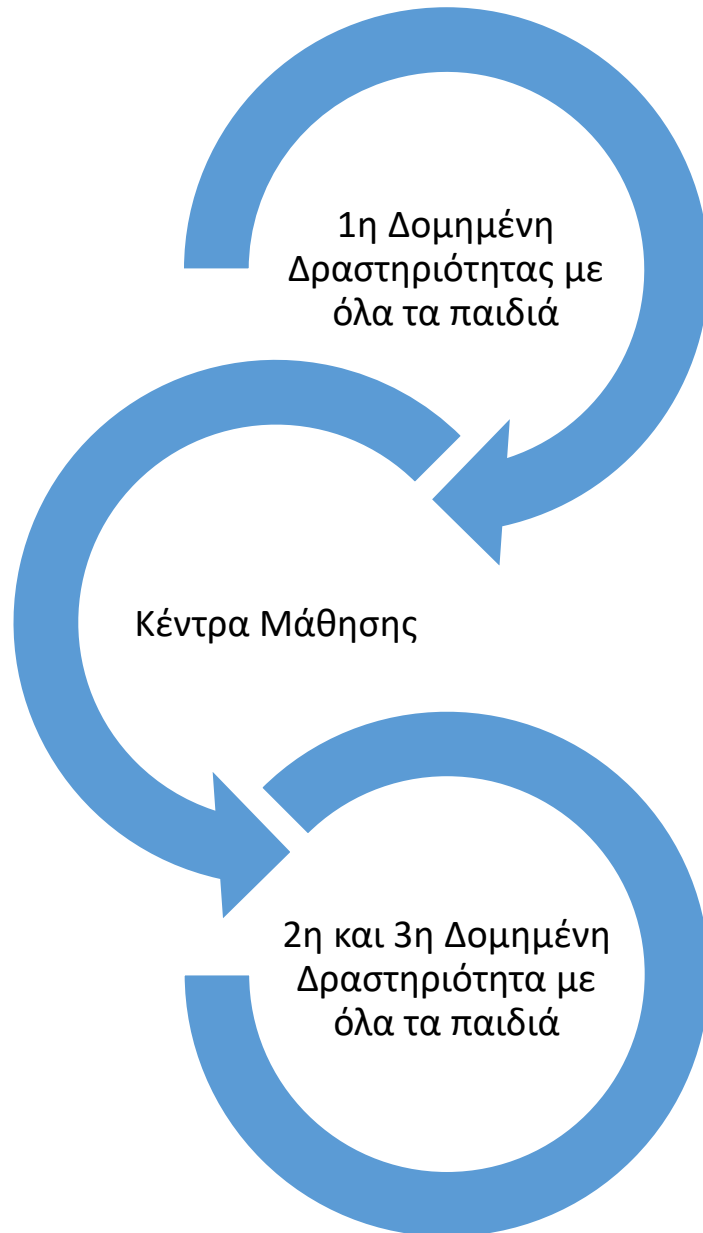 1η Δομημένη
Δραστηριότητας με
όλα τα παιδιά
Κέντρα Μάθησης
2η και 3η Δομημένη
Δραστηριότητα με
όλα τα παιδιά